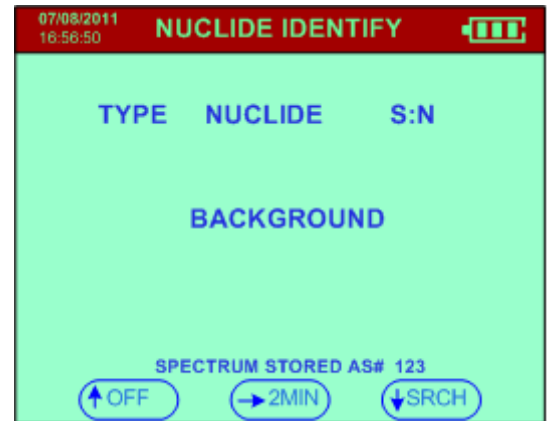 07/08/2011 NUCLIDE IDENTIFY
16:56:50
TYPE NUCLIDE S:N
BACKGROUND
SPECTRUM STORED AS# 123
OFF 2MIN SRCH